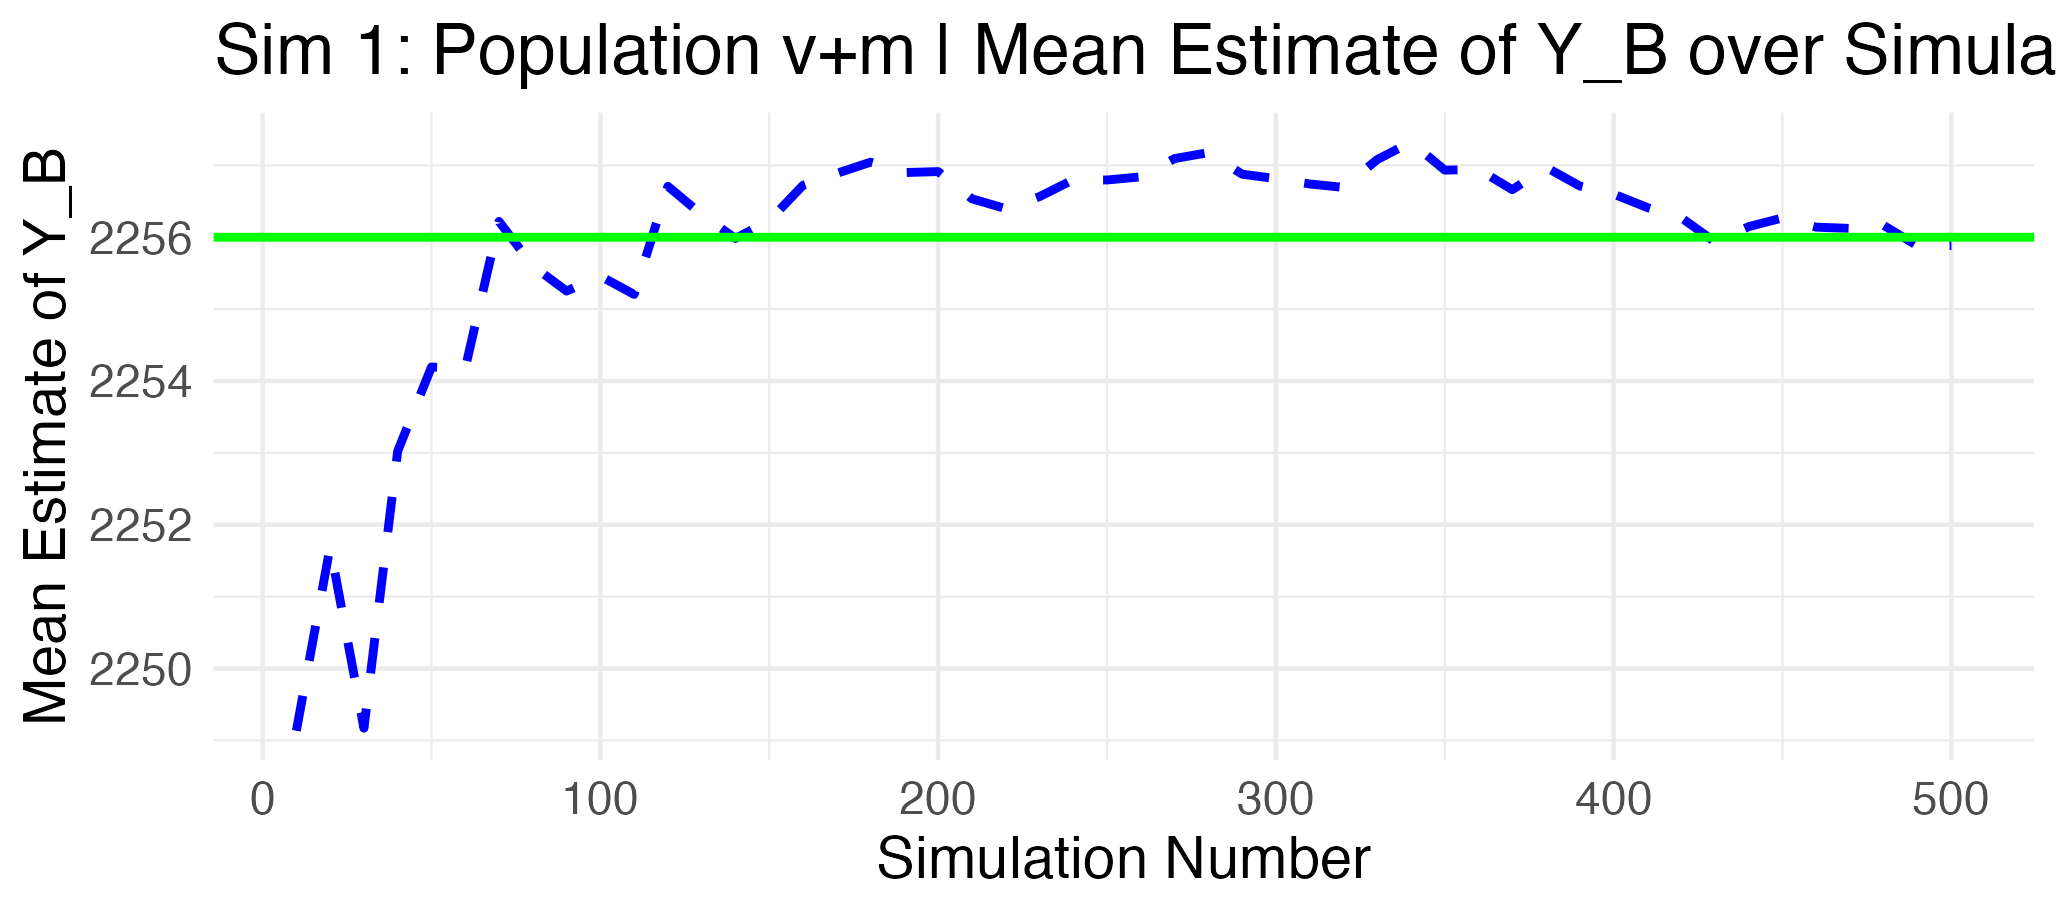 Sim 1: Population v+m | Mean Estimate of Y_B over Simula
Mean Estimate of Y_B
2256
2254
2252
2250
0 100 200 300 400 500
Simulation Number